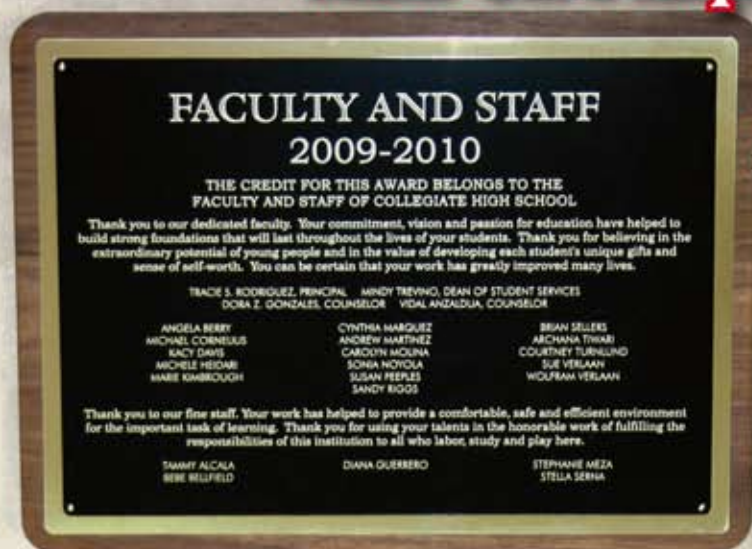 FACULTY AND STAFF
2009-2010
THE CREDIT FOR THIS AWARD BELONGS TO THE
FACULTY AND STAFF OF COLLEGIATE HIGH SCHOOL
Thank you to our dedicated faculty. Your commitment, vision and passion for education have helped to
build strong foundations that will last throughout the lives of your students. Thank you for believing in the
extraordinary potential of young people and in the value of developing each student's unique gifts and
sense of self-worth. You can be certain that your work has greatly improved many lives.
TRACIE S. RODRIGUEZ, PRINCIPAL MINDY TREVINO, DEAN OF STUDENT SERVICES
DORA Z. GONZALES, COUNSELOR VIDAL ANZALDUA, COUNSELOR
ANGELA BERRY CYNTHIA MARQUEZ BRIAN SELLERS
MICHAEL CORNELIUS ANDREW MARTINEZ ARCHANA TIWARI
KACY DAVIS CAROLYN MOLINA COURTNEY TURNLUND
MICHELE HEIDARI SONIA NOYOLA SUE VERLAAN
MARIE KIMBROUGH SUSAN PEEPLES WOLFRAM VERLAAN
SANDY RIGGS
Thank you to our fine staff. Your work has helped to provide a comfortable, safe and efficient environment
for the important task of learning. Thank you for using your talents in the honorable work of fulfilling the
responsibilities of this institution to all who labor, study and play here.
TAMMY ALCALA DIANA GUERRERO STEPHANIE MEZA
BEBE BELLFIELD STELLA SERNA